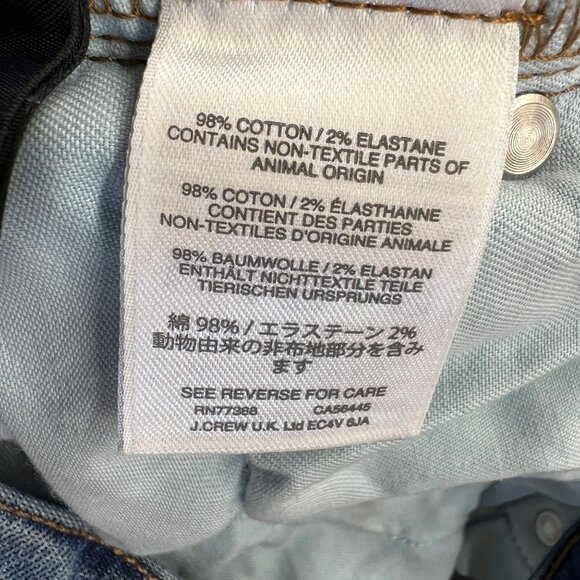 98% COTTON / 2% ELASTANE
CONTAINS NON-TEXTILE PARTS OF
ANIMAL ORIGIN
98% COTON / 2% ÉLASTHANNE
CONTIENT DES PARTIES
NON-TEXTILES D'ORIGINE ANIMALE
98% BAUMWOLLE / 2% ELASTAN
ENTHÄLT NICHTTEXTILE TEILE
TIERISCHEN URSPRUNGS
綿 98% / エラステーン 2%
動物由来の非布地部分を含み
ます
SEE REVERSE FOR CARE
RN77388 CA56445
J.CREW U.K. Ltd EC4V 6JA